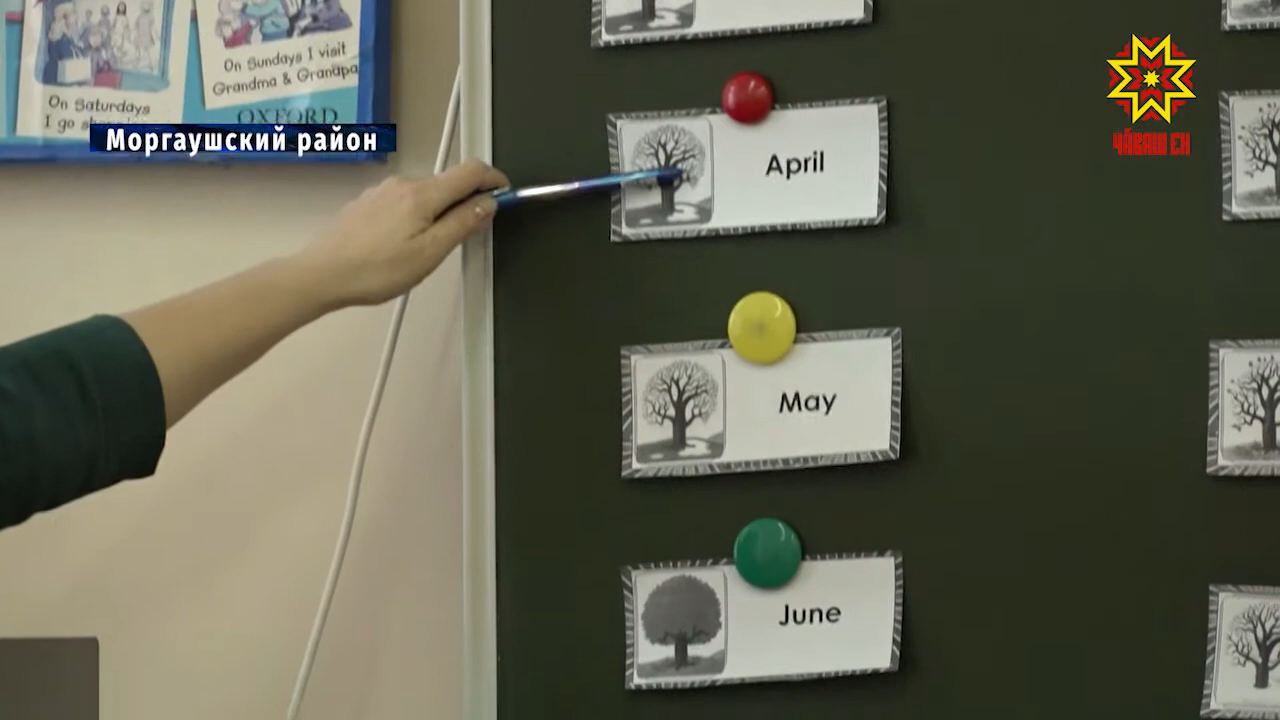 On Saturdays
I go
On Sundays I visit
Grandma & Grandpa
OXFORD
Моргаушский район
April
May
June
ЧӐВАШ ЕН